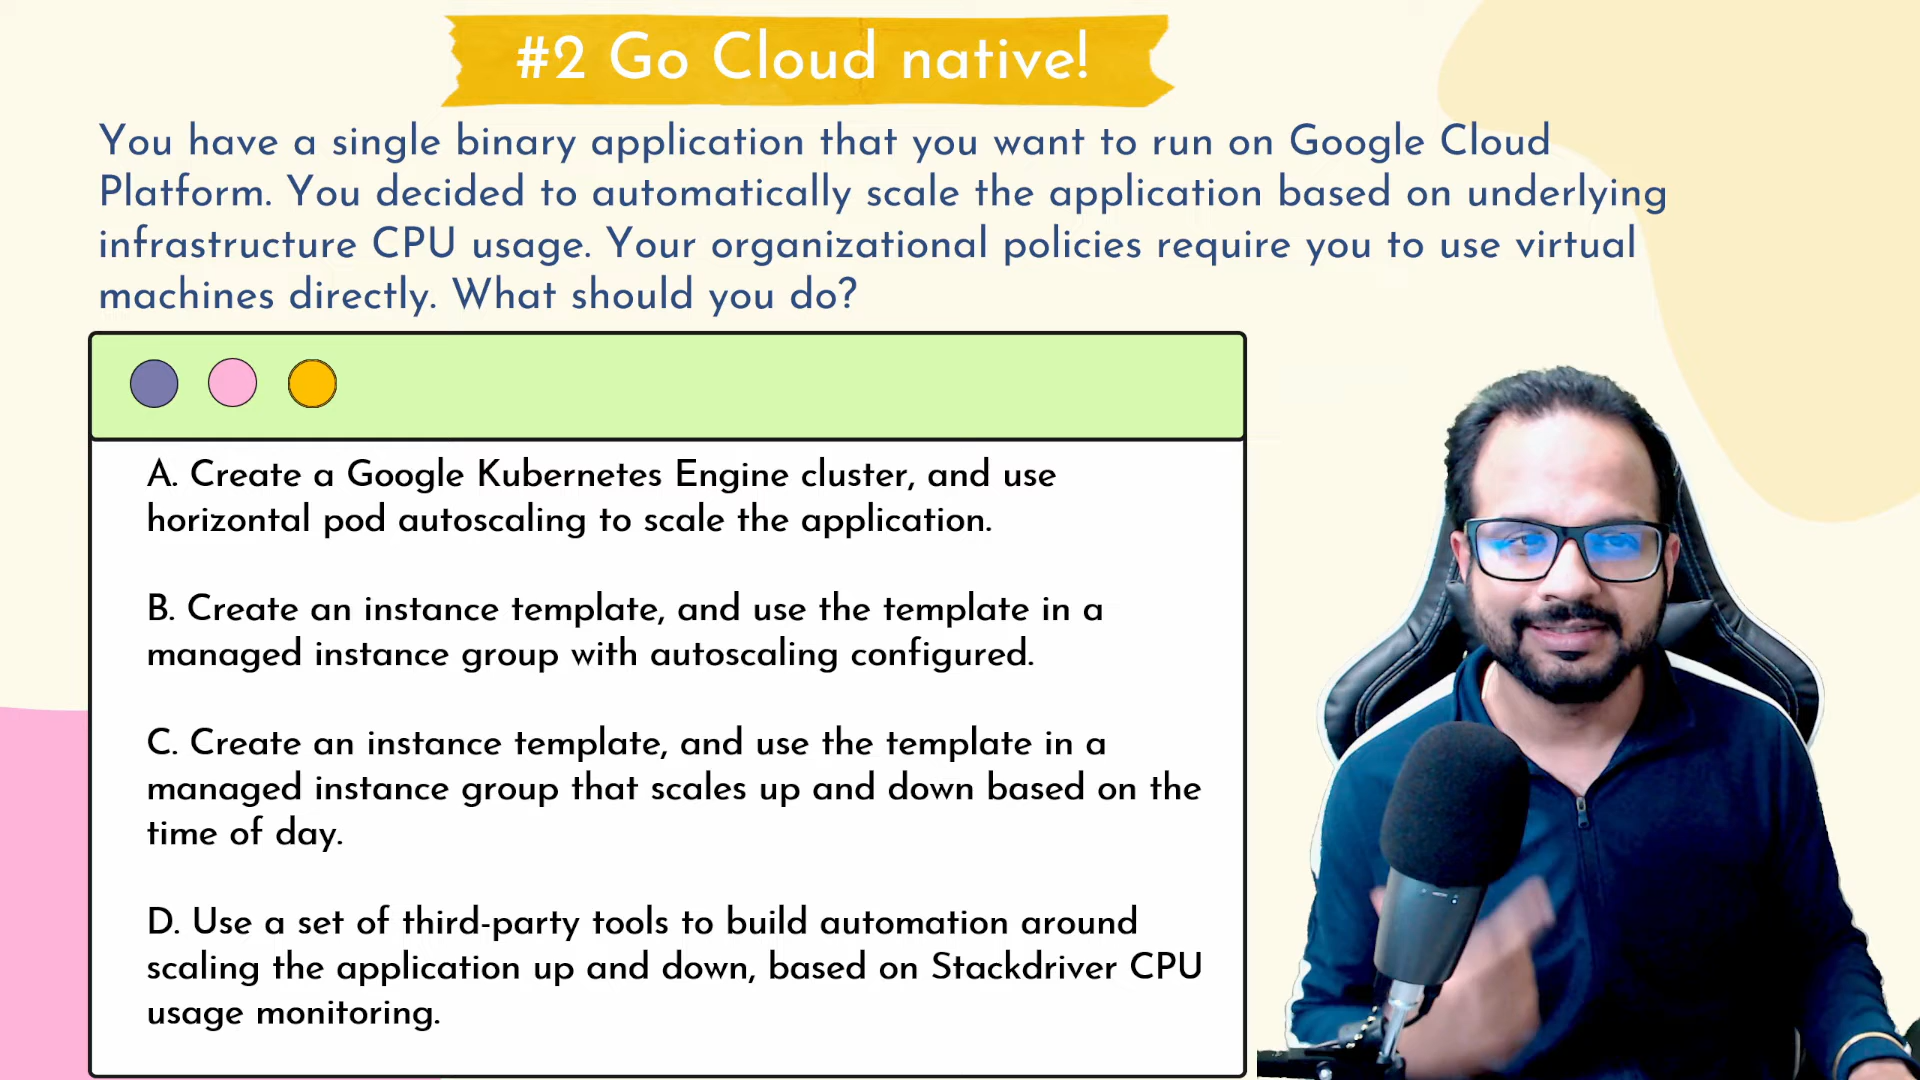 #2 Go Cloud native!
You have a single binary application that you want to run on Google Cloud
Platform. You decided to automatically scale the application based on underlying
infrastructure CPU usage. Your organizational policies require you to use virtual
machines directly. What should you do?
A. Create a Google Kubernetes Engine cluster, and use
horizontal pod autoscaling to scale the application.
B. Create an instance template, and use the template in a
managed instance group with autoscaling configured.
C. Create an instance template, and use the template in a
managed instance group that scales up and down based on the
time of day.
D. Use a set of third-party tools to build automation around
scaling the application up and down, based on Stackdriver CPU
usage monitoring.